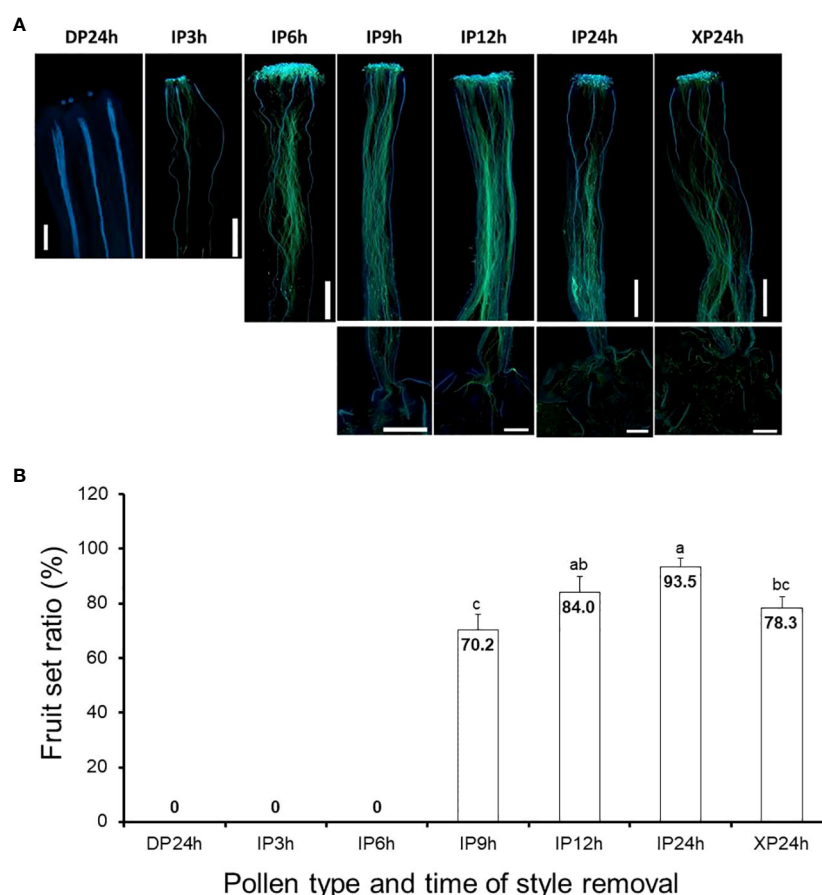 A
DP24h IP3h IP6h IP9h IP12h IP24h XP24h
B
Fruit set ratio (%)
120
100
80
60
40
20
0
0 0 0
c
70.2
ab
84.0
a
93.5
bc
78.3
DP24h IP3h IP6h IP9h IP12h IP24h XP24h
Pollen type and time of style removal